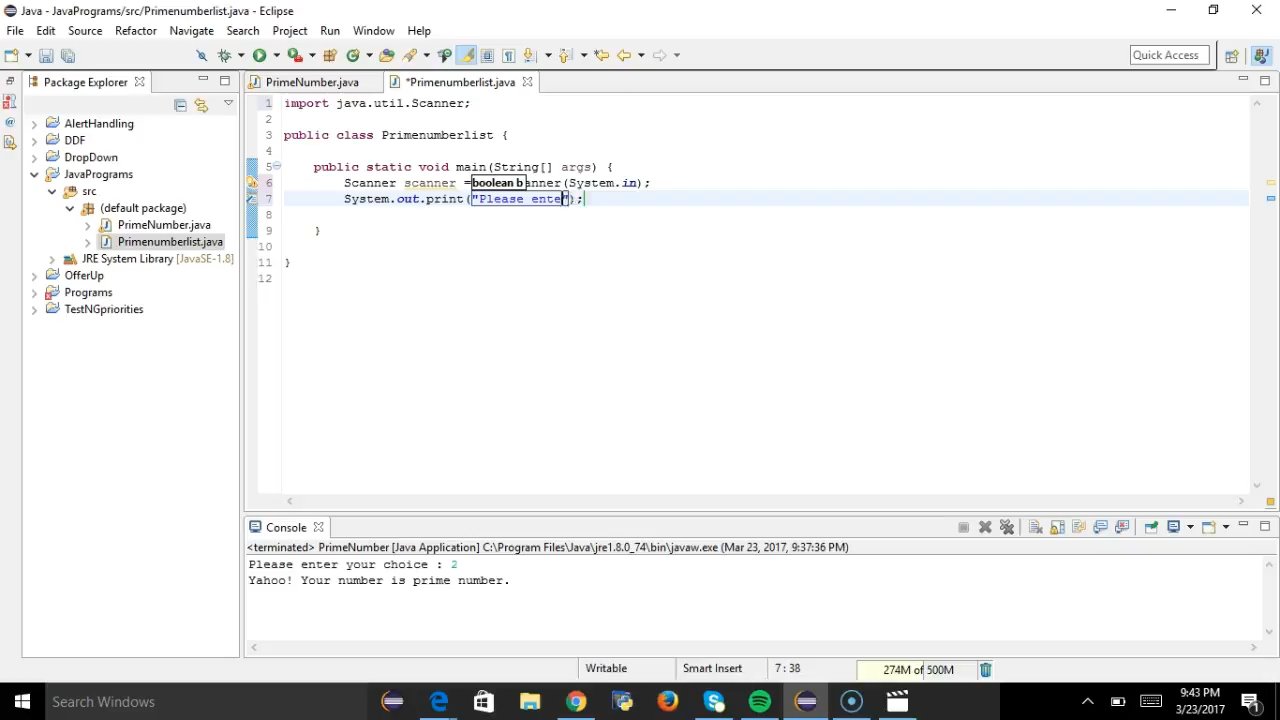 Java - JavaPrograms/src/Primenumberlist.java - Eclipse
File Edit Source Refactor Navigate Search Project Run Window Help
Quick Access
Package Explorer
PrimeNumber.java
*Primenumberlist.java
AlertHandling
DDF
DropDown
JavaPrograms
src
(default package)
PrimeNumber.java
Primenumberlist.java
JRE System Library [JavaSE-1.8]
OfferUp
Programs
TestNGpriorities
1 import java.util.Scanner;
2
3 public class Primenumberlist {
4
5 public static void main(String[] args) {
6 Scanner scanner = boolean b anner(System.in);
7 System.out.print("Please ente");
8
9 }
10
11 }
12
Console
<terminated> PrimeNumber [Java Application] C:\Program Files\Java\jre1.8.0_74\bin\javaw.exe (Mar 23, 2017, 9:37:36 PM)
Please enter your choice : 2
Yahoo! Your number is prime number.
Writable Smart Insert 7 : 38 274M of 500M
Search Windows
9:43 PM
3/23/2017
1